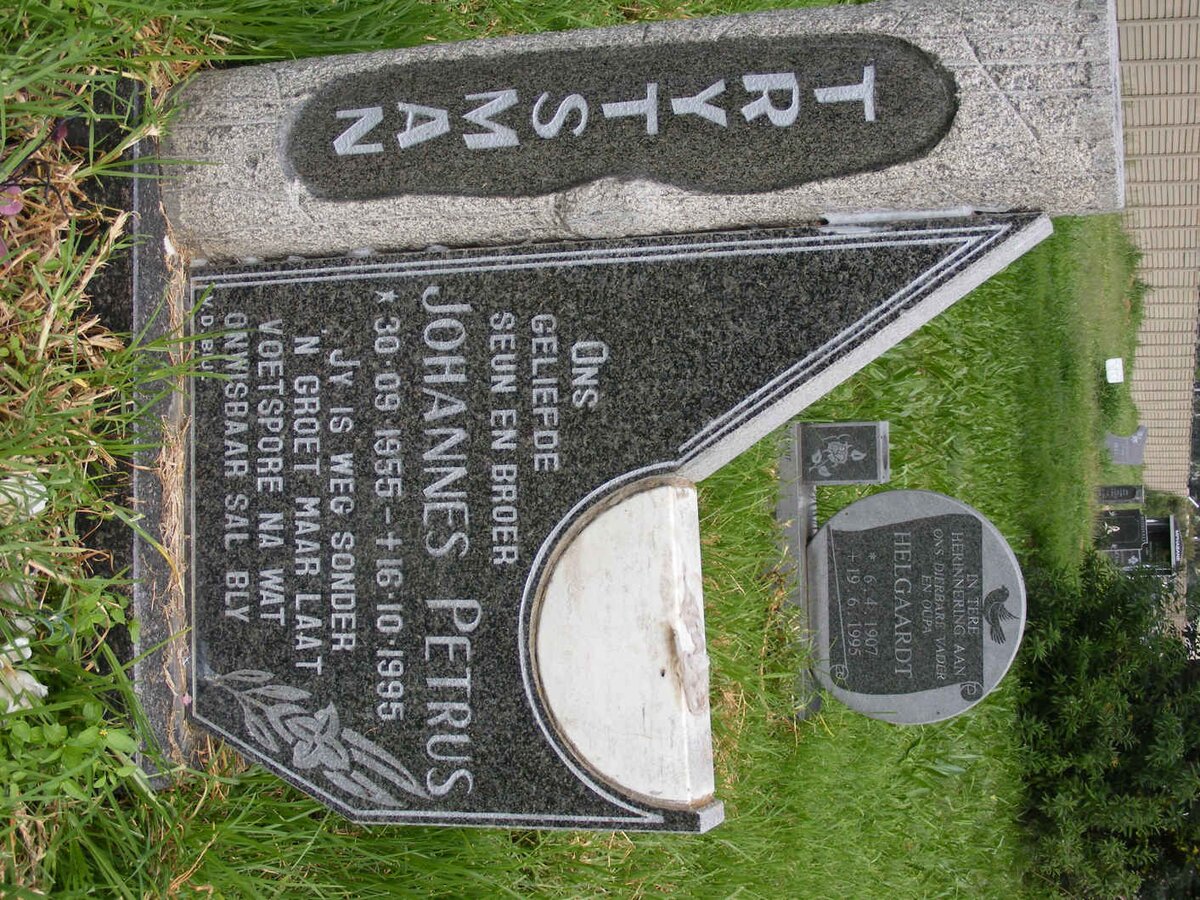 TRYTSMAN
ONS
GELIEFDE
SEUN EN BROER
JOHANNES PETRUS
* 30·09·1955 - + 16·10·1995
JY IS WEG SONDER
N GROET MAAR LAAT
VOETSPORE NA WAT
ONWISBAAR SAL BLY
IN TERE
HERINNERING AAN
ONS DIERBARE VADER
EN OUPA
HELGAARDT
* 6.4.1907
+ 19.6.1995